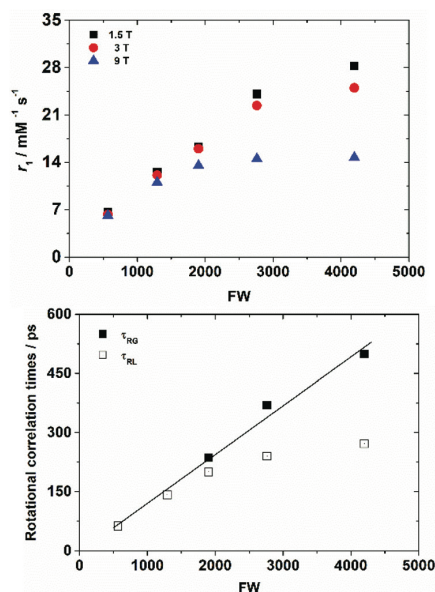 1.5 T
3 T
9 T
35
28
21
14
7
0
r₁ / mM⁻¹ s⁻¹
0 1000 2000 3000 4000 5000
FW
600
450
300
150
0
τRG
τRL
Rotational correlation times / ps
0 1000 2000 3000 4000 5000
FW